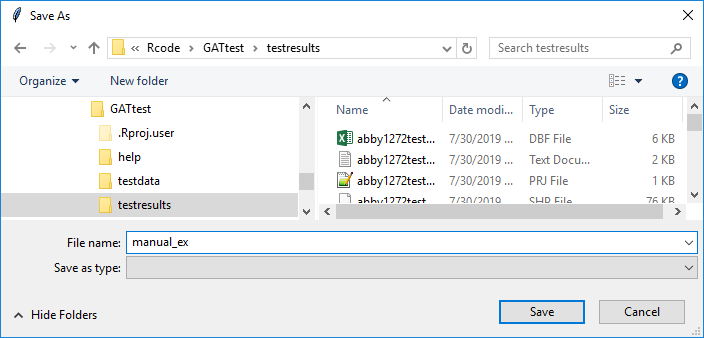 Save As
« Rcode › GATtest › testresults
Search testresults
Organize New folder
GATtest
.Rproj.user
help
testdata
testresults
Name Date modi... Type Size
abby1272test... 7/30/2019 ... DBF File 6 KB
abby1272test... 7/30/2019 ... Text Docu... 2 KB
abby1272test... 7/30/2019 ... PRJ File 1 KB
abby1272test... 7/30/2019 ... SHP File 76 KB
File name: manual_ex
Save as type:
Hide Folders Save Cancel